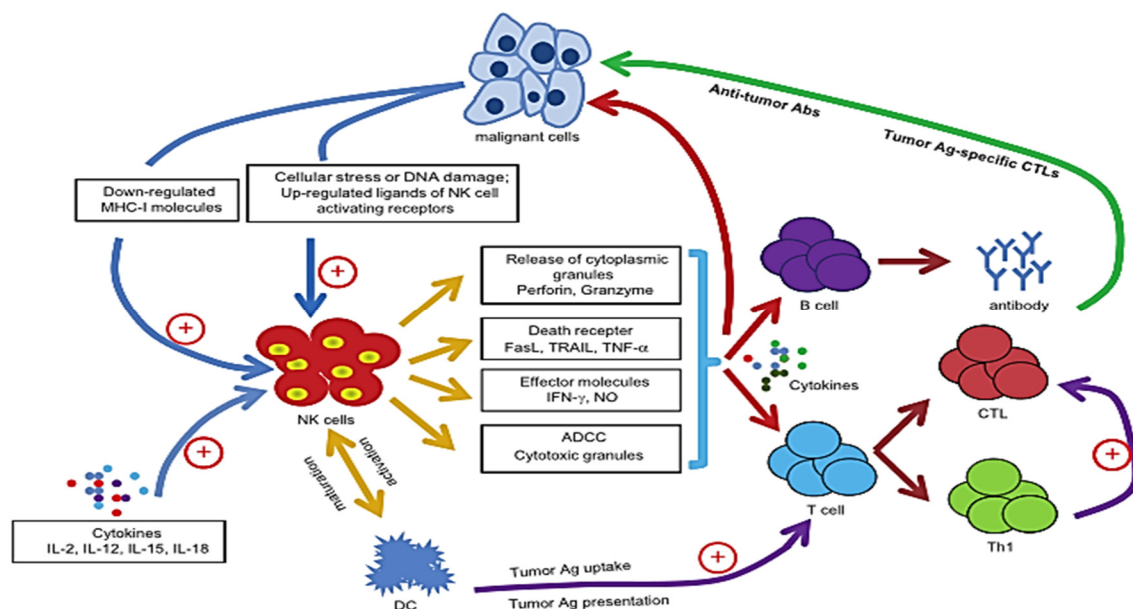 malignant cells
Anti-tumor Abs
Tumor Ag-specific CTLs
Down-regulated
MHC-I molecules
Cellular stress or DNA damage;
Up-regulated ligands of NK cell
activating receptors
+
+
Release of cytoplasmic
granules
Perforin, Granzyme
Death recepter
FasL, TRAIL, TNF-α
Effector molecules
IFN-γ, NO
ADCC
Cytotoxic granules
B cell
antibody
Cytokines
CTL
NK cells
+
+
T cell
Th1
maturation
activation
Cytokines
IL-2, IL-12, IL-15, IL-18
DC
Tumor Ag uptake
+
Tumor Ag presentation